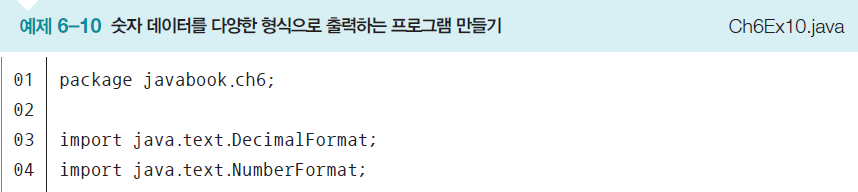 예제 6-10 숫자 데이터를 다양한 형식으로 출력하는 프로그램 만들기 Ch6Ex10.java
01 package javabook.ch6;
02
03 import java.text.DecimalFormat;
04 import java.text.NumberFormat;